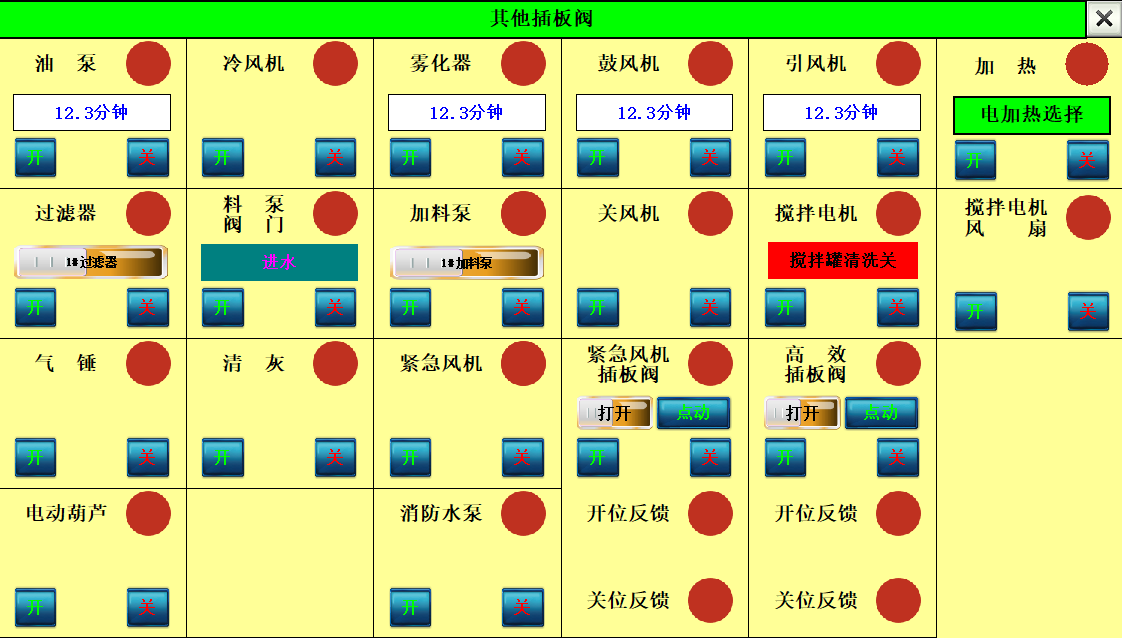 其他插板阀
油 泵
12.3分钟
开 关
冷风机
开 关
雾化器
12.3分钟
开 关
鼓风机
12.3分钟
开 关
引风机
12.3分钟
开 关
加 热
电加热选择
开 关
过滤器
1#过滤器
开 关
料 泵
阀 门
进水
开 关
加料泵
1#加料泵
开 关
关风机
开 关
搅拌电机
搅拌罐清洗关
开 关
搅拌电机
风 扇
开 关
气 锤
开 关
清 灰
开 关
紧急风机
开 关
紧急风机
插板阀
打开 点动
开 关
高 效
插板阀
打开 点动
开 关
电动葫芦
开 关
消防水泵
开 关
开位反馈
关位反馈
开位反馈
关位反馈